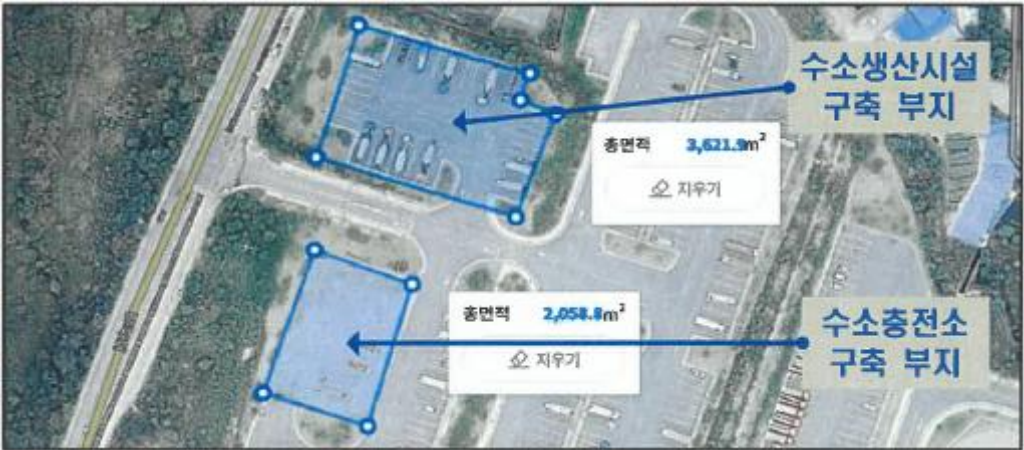 수소생산시설
구축 부지
총면적 3,621.9m²
지우기
총면적 2,058.8m²
지우기
수소충전소
구축 부지